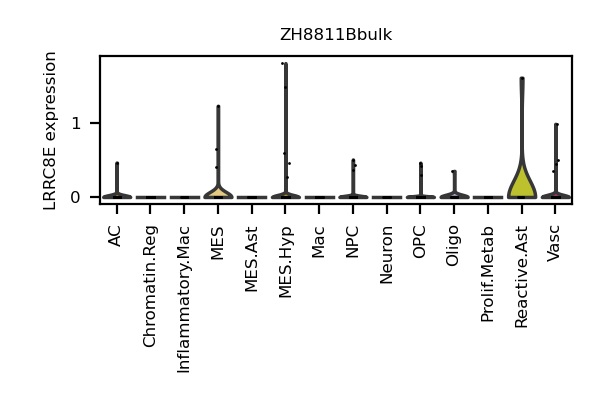 ZH8811Bbulk
LRRC8E expression
1
0
AC
Chromatin.Reg
Inflammatory.Mac
MES
MES.Ast
MES.Hyp
Mac
NPC
Neuron
OPC
Oligo
Prolif.Metab
Reactive.Ast
Vasc